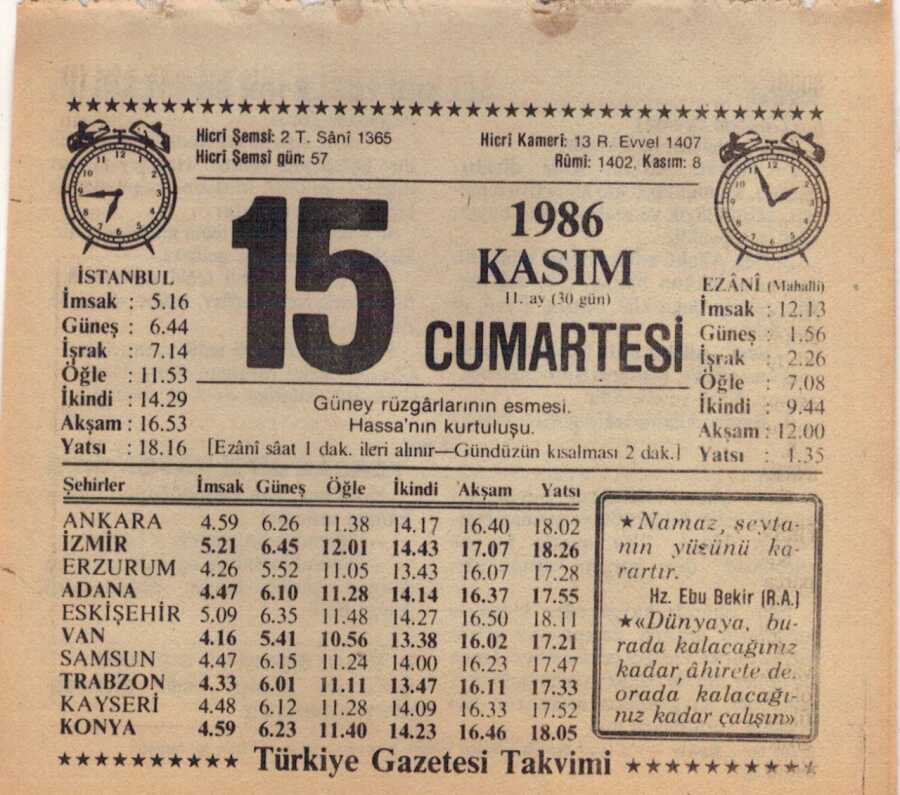 ★★★★★★★★★★★★★★★★★★★★★★★★★★★★★★★★★★★★★★★★★★★★★★★
Hicrî Şemsî: 2 T. Sânî 1365
Hicrî Şemsî gün: 57
Hicrî Kamerî: 13 R. Evvel 1407
Rûmî: 1402, Kasım: 8
15
1986
KASIM
11. ay (30 gün)
CUMARTESİ
İSTANBUL
İmsak : 5.16
Güneş : 6.44
İşrak : 7.14
Öğle : 11.53
İkindi : 14.29
Akşam : 16.53
Yatsı : 18.16
EZÂNÎ (Mahalli)
İmsak : 12.13
Güneş : 1.56
İşrak : 2.26
Öğle : 7.08
İkindi : 9.44
Akşam : 12.00
Yatsı : 1.35
Güney rüzgârlarının esmesi.
Hassa'nın kurtuluşu.
[Ezânî sâat 1 dak. ileri alınır—Gündüzün kısalması 2 dak.]
Şehirler İmsak Güneş Öğle İkindi Akşam Yatsı
ANKARA 4.59 6.26 11.38 14.17 16.40 18.02
İZMİR 5.21 6.45 12.01 14.43 17.07 18.26
ERZURUM 4.26 5.52 11.05 13.43 16.07 17.28
ADANA 4.47 6.10 11.28 14.14 16.37 17.55
ESKİŞEHİR 5.09 6.35 11.48 14.27 16.50 18.11
VAN 4.16 5.41 10.56 13.38 16.02 17.21
SAMSUN 4.47 6.15 11.24 14.00 16.23 17.47
TRABZON 4.33 6.01 11.11 13.47 16.11 17.33
KAYSERİ 4.48 6.12 11.28 14.09 16.33 17.52
KONYA 4.59 6.23 11.40 14.23 16.46 18.05
★Namaz, şeyta-
nın yüzünü ka-
rartır.
Hz. Ebu Bekir (R.A.)
★«Dünyaya, bu-
rada kalacağınız
kadar, âhirete de,
orada kalacağı-
nız kadar çalışın»
★★★★★★★★★★ Türkiye Gazetesi Takvimi ★★★★★★★★★★